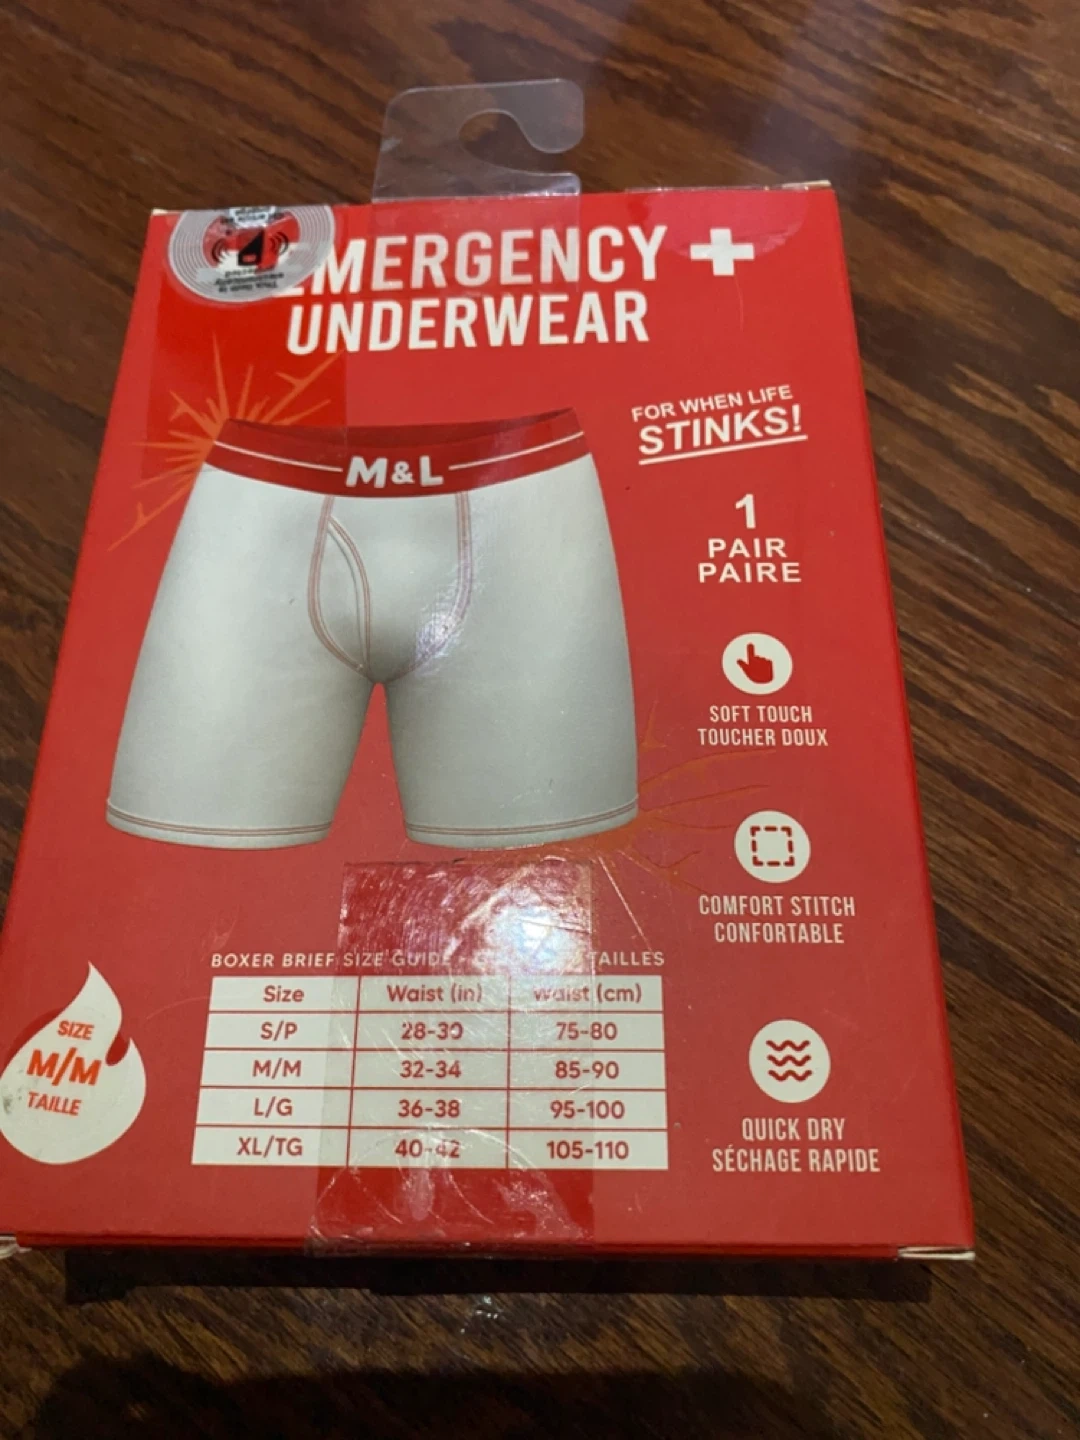 EMERGENCY
UNDERWEAR
FOR WHEN LIFE
STINKS!
M&L
1
PAIR
PAIRE
SOFT TOUCH
TOUCHER DOUX
COMFORT STITCH
CONFORTABLE
BOXER BRIEF SIZE GUIDE - TAILLES
Size Waist (in) Waist (cm)
S/P 28-30 75-80
M/M 32-34 85-90
L/G 36-38 95-100
XL/TG 40-42 105-110
SIZE
M/M
TAILLE
QUICK DRY
SÉCHAGE RAPIDE